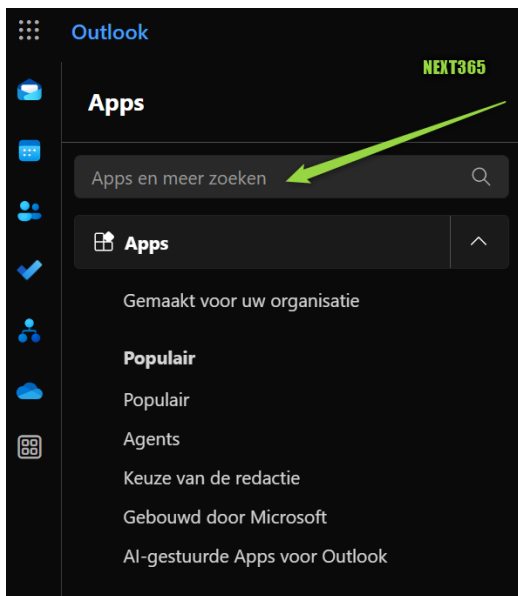 Outlook
NEXT365
Apps
Apps en meer zoeken
Apps
Gemaakt voor uw organisatie
Populair
Populair
Agents
Keuze van de redactie
Gebouwd door Microsoft
AI-gestuurde Apps voor Outlook